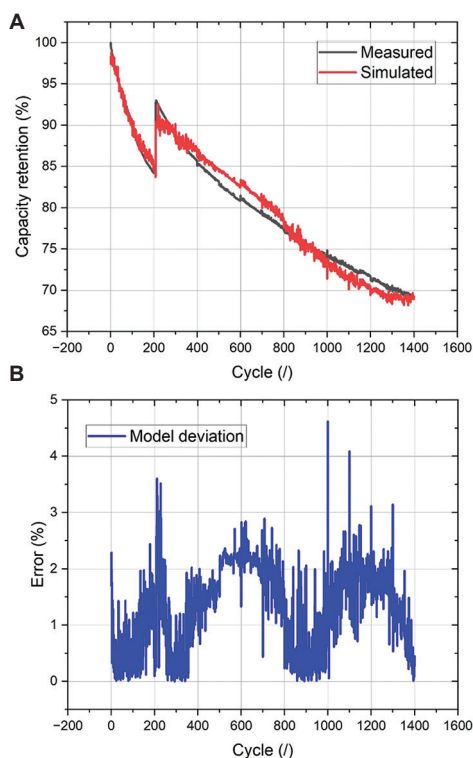 A
100
95
90
85
80
75
70
65
Capacity retention (%)
Measured
Simulated
−200 0 200 400 600 800 1000 1200 1400 1600
Cycle (/)
B
5
4
3
2
1
0
Error (%)
Model deviation
−200 0 200 400 600 800 1000 1200 1400 1600
Cycle (/)